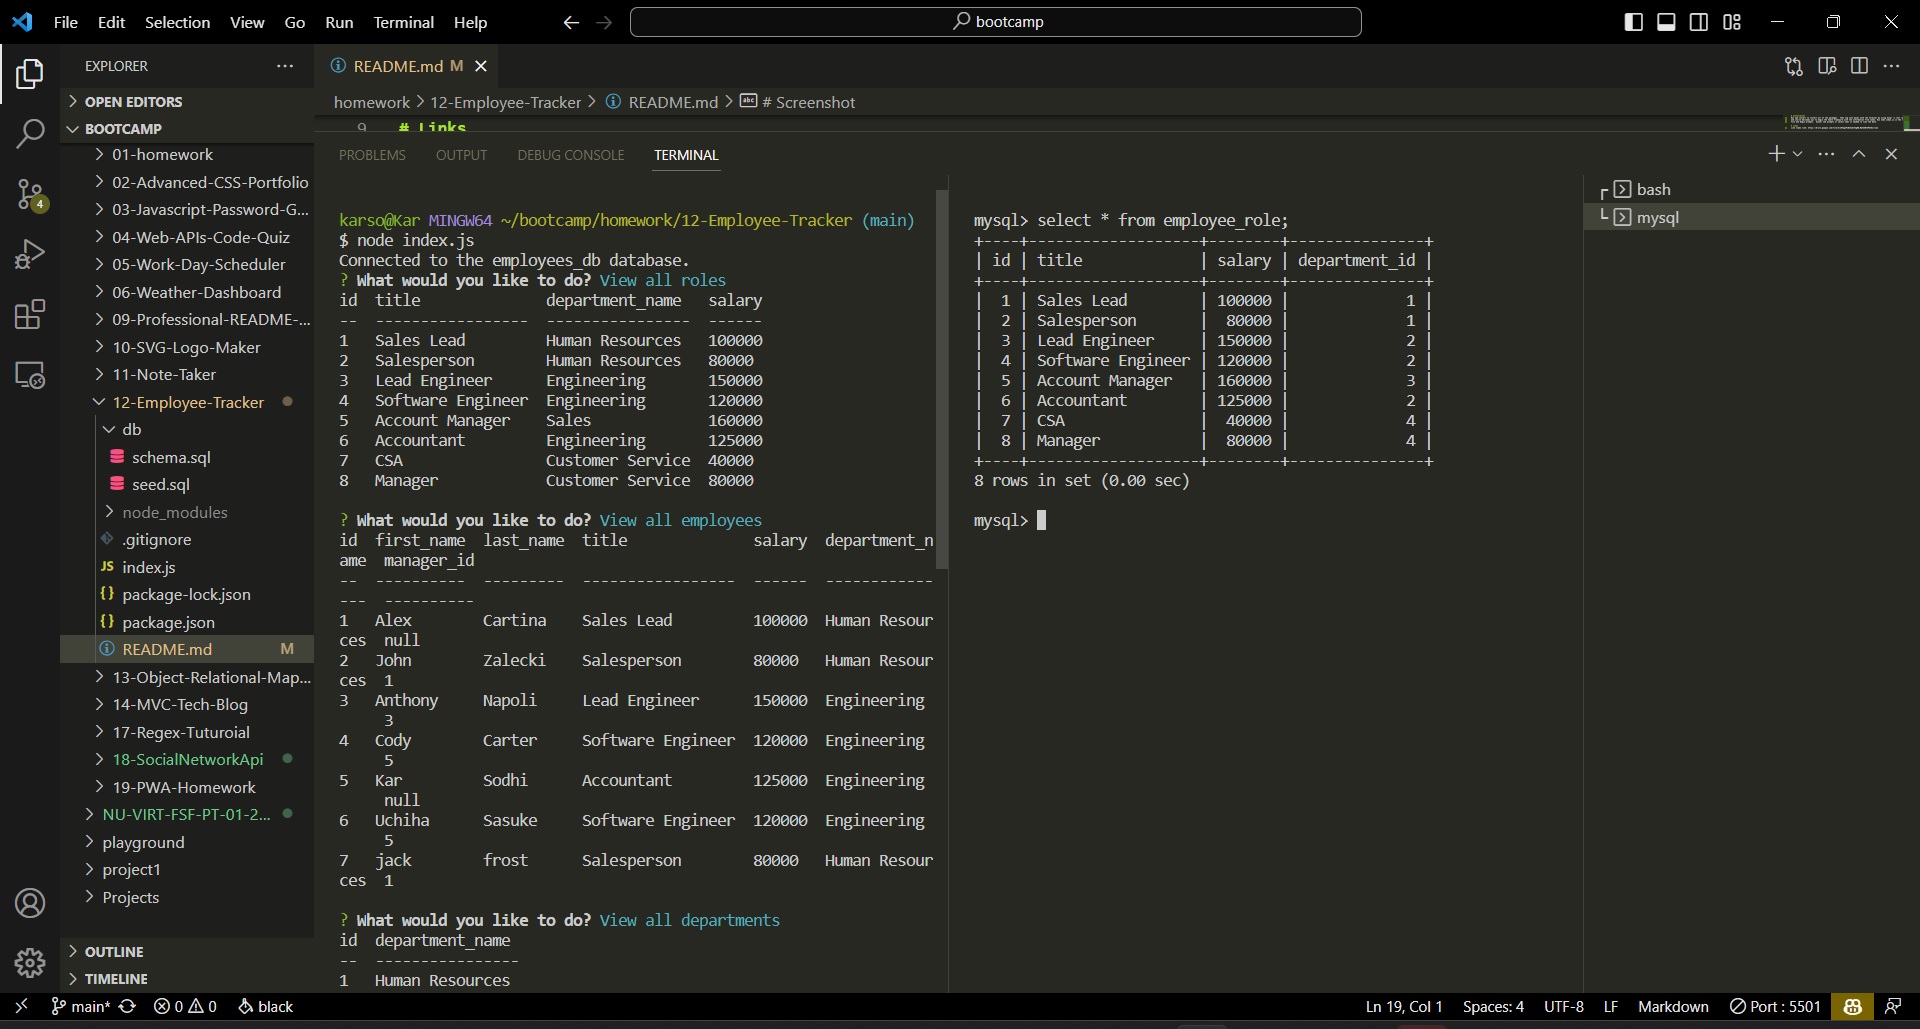 File Edit Selection View Go Run Terminal Help
bootcamp
EXPLORER
OPEN EDITORS
BOOTCAMP
01-homework
02-Advanced-CSS-Portfolio
03-Javascript-Password-G...
04-Web-APIs-Code-Quiz
05-Work-Day-Scheduler
06-Weather-Dashboard
09-Professional-README-...
10-SVG-Logo-Maker
11-Note-Taker
12-Employee-Tracker
db
schema.sql
seed.sql
node_modules
.gitignore
JS index.js
{} package-lock.json
{} package.json
README.md M
13-Object-Relational-Map...
14-MVC-Tech-Blog
17-Regex-Tuturoial
18-SocialNetworkApi
19-PWA-Homework
NU-VIRT-FSF-PT-01-2...
playground
project1
Projects
OUTLINE
TIMELINE
4
README.md M
homework > 12-Employee-Tracker > README.md > # Screenshot
9 # Links
PROBLEMS OUTPUT DEBUG CONSOLE TERMINAL
karso@Kar MINGW64 ~/bootcamp/homework/12-Employee-Tracker (main)
$ node index.js
Connected to the employees_db database.
? What would you like to do? View all roles
id title department_name salary
-- ----------------- ---------------- ------
1 Sales Lead Human Resources 100000
2 Salesperson Human Resources 80000
3 Lead Engineer Engineering 150000
4 Software Engineer Engineering 120000
5 Account Manager Sales 160000
6 Accountant Engineering 125000
7 CSA Customer Service 40000
8 Manager Customer Service 80000
? What would you like to do? View all employees
id first_name last_name title salary department_n
ame manager_id
-- ---------- --------- ----------------- ------ ------------
--- ----------
1 Alex Cartina Sales Lead 100000 Human Resour
ces null
2 John Zalecki Salesperson 80000 Human Resour
ces 1
3 Anthony Napoli Lead Engineer 150000 Engineering
3
4 Cody Carter Software Engineer 120000 Engineering
5
5 Kar Sodhi Accountant 125000 Engineering
null
6 Uchiha Sasuke Software Engineer 120000 Engineering
5
7 jack frost Salesperson 80000 Human Resour
ces 1
? What would you like to do? View all departments
id department_name
-- ----------------
1 Human Resources
mysql> select * from employee_role;
+----+-------------------+--------+---------------+
| id | title | salary | department_id |
+----+-------------------+--------+---------------+
| 1 | Sales Lead | 100000 | 1 |
| 2 | Salesperson | 80000 | 1 |
| 3 | Lead Engineer | 150000 | 2 |
| 4 | Software Engineer | 120000 | 2 |
| 5 | Account Manager | 160000 | 3 |
| 6 | Accountant | 125000 | 2 |
| 7 | CSA | 40000 | 4 |
| 8 | Manager | 80000 | 4 |
+----+-------------------+--------+---------------+
8 rows in set (0.00 sec)
mysql>
bash
mysql
main* 0 0 black
Ln 19, Col 1 Spaces: 4 UTF-8 LF Markdown Port : 5501